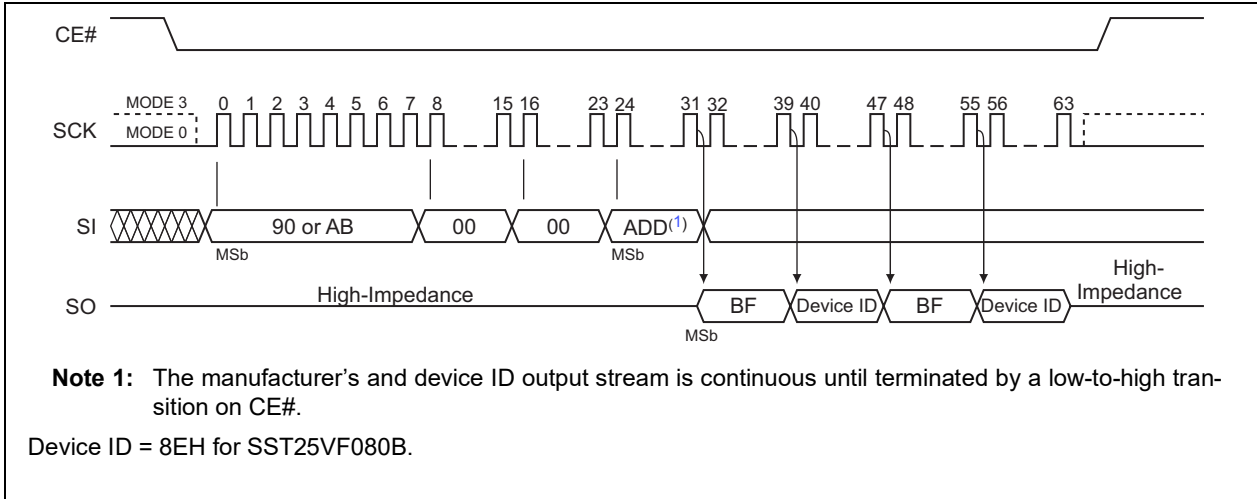 CE#
MODE 3 0 1 2 3 4 5 6 7 8 15 16 23 24 31 32 39 40 47 48 55 56 63
SCK MODE 0
SI 90 or AB 00 00 ADD(1)
MSb MSb
High-
Impedance
SO High-Impedance BF Device ID BF Device ID
MSb
Note 1: The manufacturer's and device ID output stream is continuous until terminated by a low-to-high tran-
sition on CE#.
Device ID = 8EH for SST25VF080B.